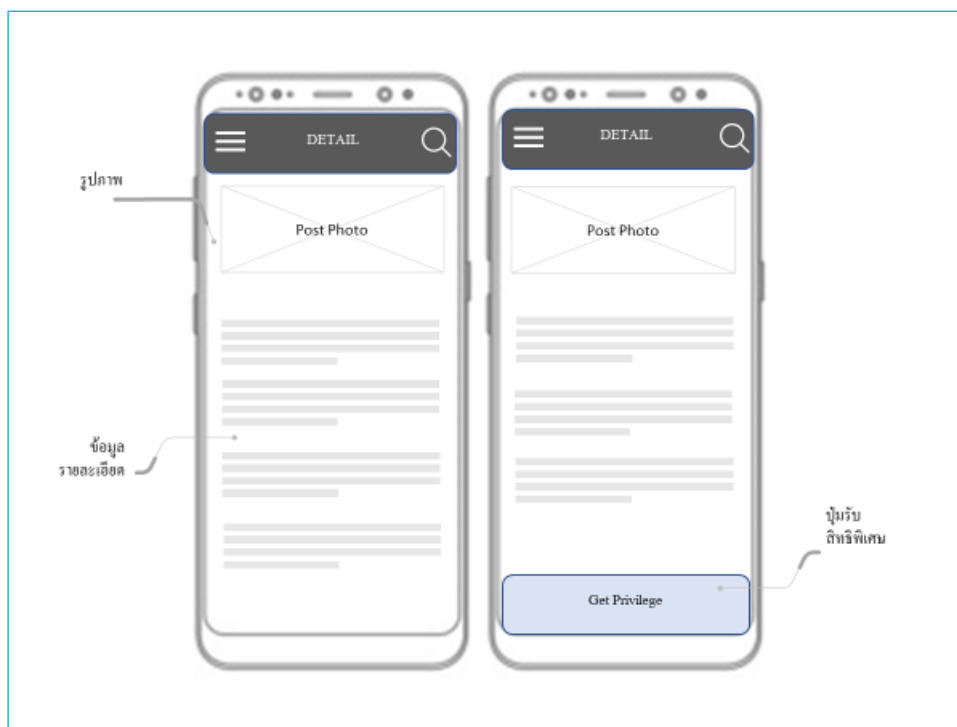 DETAIL
DETAIL
รูปภาพ
Post Photo
Post Photo
ข้อมูล
รายละเอียด
ปุ่มรับ
สิทธิพิเศษ
Get Privilege